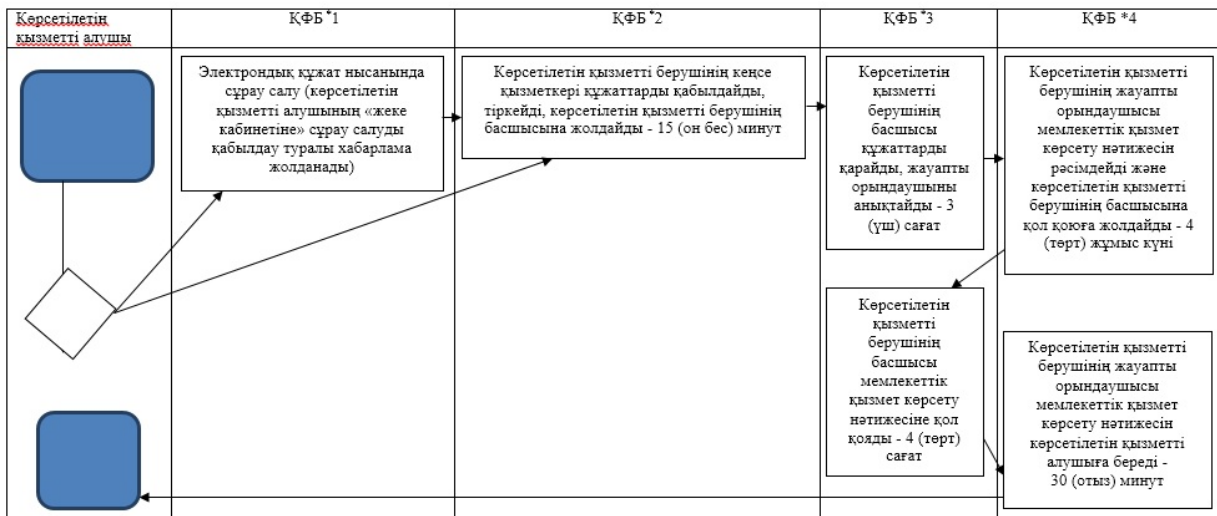 Көрсетілетін
қызметті алушы
ҚФБ*1
ҚФБ*2
ҚФБ*3
ҚФБ *4
Электрондық құжат нысанында
сұрау салу (көрсетілетін
қызметті алушының «жеке
кабинетіне» сұрау салуды
қабылдау туралы хабарлама
жолданады)
Көрсетілетін қызметті берушінің кеңсе
қызметкері құжаттарды қабылдайды,
тіркейді, көрсетілетін қызметті берушінің
басшысына жолдайды - 15 (он бес) минут
Көрсетілетін
қызметті
берушінің
басшысы
құжаттарды
қарайды, жауапты
орындаушыны
анықтайды - 3
(үш) сағат
Көрсетілетін қызметті
берушінің жауапты
орындаушысы
мемлекеттік қызмет
көрсету нәтижесін
рәсімдейді және
көрсетілетін қызметті
берушінің басшысына
қол қоюға жолдайды - 4
(төрт) жұмыс күні
Көрсетілетін
қызметті
берушінің
басшысы
мемлекеттік
қызмет көрсету
нәтижесіне қол
қояды - 4 (төрт)
сағат
Көрсетілетін қызметті
берушінің жауапты
орындаушысы
мемлекеттік қызмет
көрсету нәтижесін
көрсетілетін қызметті
алушыға береді -
30 (отыз) минут